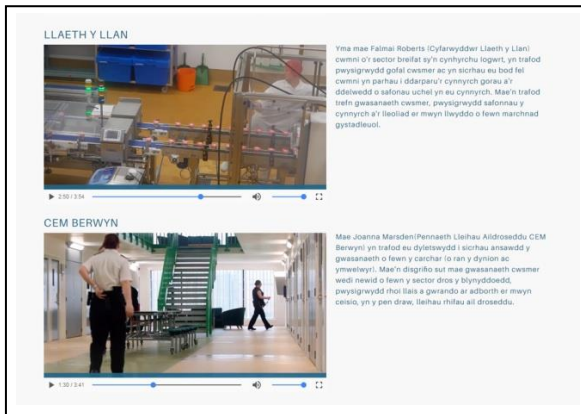 LLAETH Y LLAN
Yma mae Falmai Roberts (Cyfarwyddwr Llaeth y Llan)
cwmni o'r sector breifat sy'n cynhyrchu Iogwrt, yn trafod
pwysigrwydd gofal cwsmer ac yn sicrhau eu bod fel
cwmni yn parhau i ddarparu'r cynnyrch gorau a'r
ddelwedd o safonau uchel yn eu cynnyrch. Mae'n trafod
trefn gwasanaeth cwsmer, pwysigrwydd safonnau y
cynnyrch a'r lleoliad er mwyn llwyddo o fewn marchnad
gystadleuol.
2:50 / 3:54
CEM BERWYN
Mae Joanna Marsden(Pennaeth Lleihau Aildroseddu CEM
Berwyn) yn trafod eu dyletswydd i sicrhau ansawdd y
gwasanaeth o fewn y carchar (o ran y dynion ac
ymwelwyr). Mae'n disgrifio sut mae gwasanaeth cwsmer
wedi newid o fewn y sector dros y blynyddoedd,
pwysigrwydd rhoi llais a gwrando ar adborth er mwyn
ceisio, yn y pen draw, lleihau rhifau ail droseddu.
1:30 / 3:41